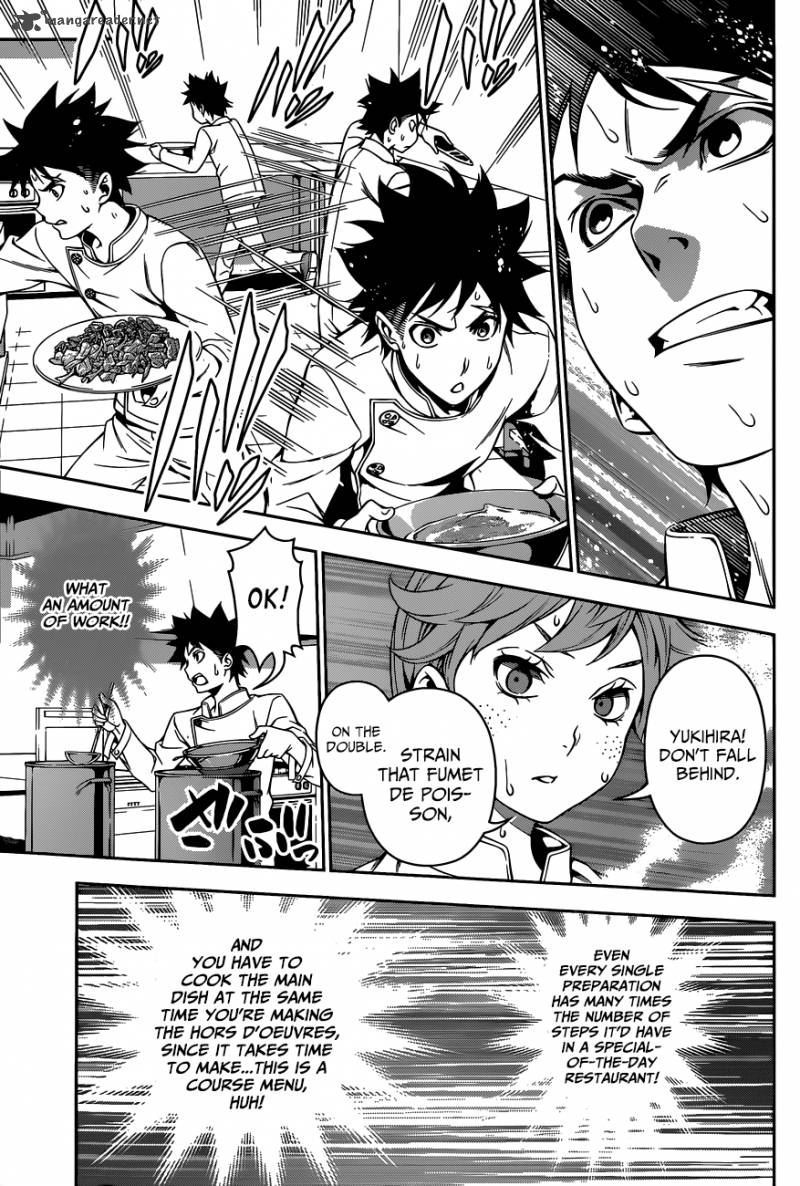 mangareader.net
YUKIHIRA!
DON'T FALL
BEHIND.
STRAIN
THAT FUMET
DE POIS-
SON,
ON THE
DOUBLE.
OK!
WHAT
AN AMOUNT
OF WORK!!
EVEN
EVERY SINGLE
PREPARATION
HAS MANY TIMES
THE NUMBER OF
STEPS IT'D HAVE
IN A SPECIAL-
OF-THE-DAY
RESTAURANT!
AND
YOU HAVE TO
COOK THE MAIN
DISH AT THE SAME
TIME YOU'RE MAKING
THE HORS D'OEUVRES,
SINCE IT TAKES TIME
TO MAKE...THIS IS A
COURSE MENU,
HUH!